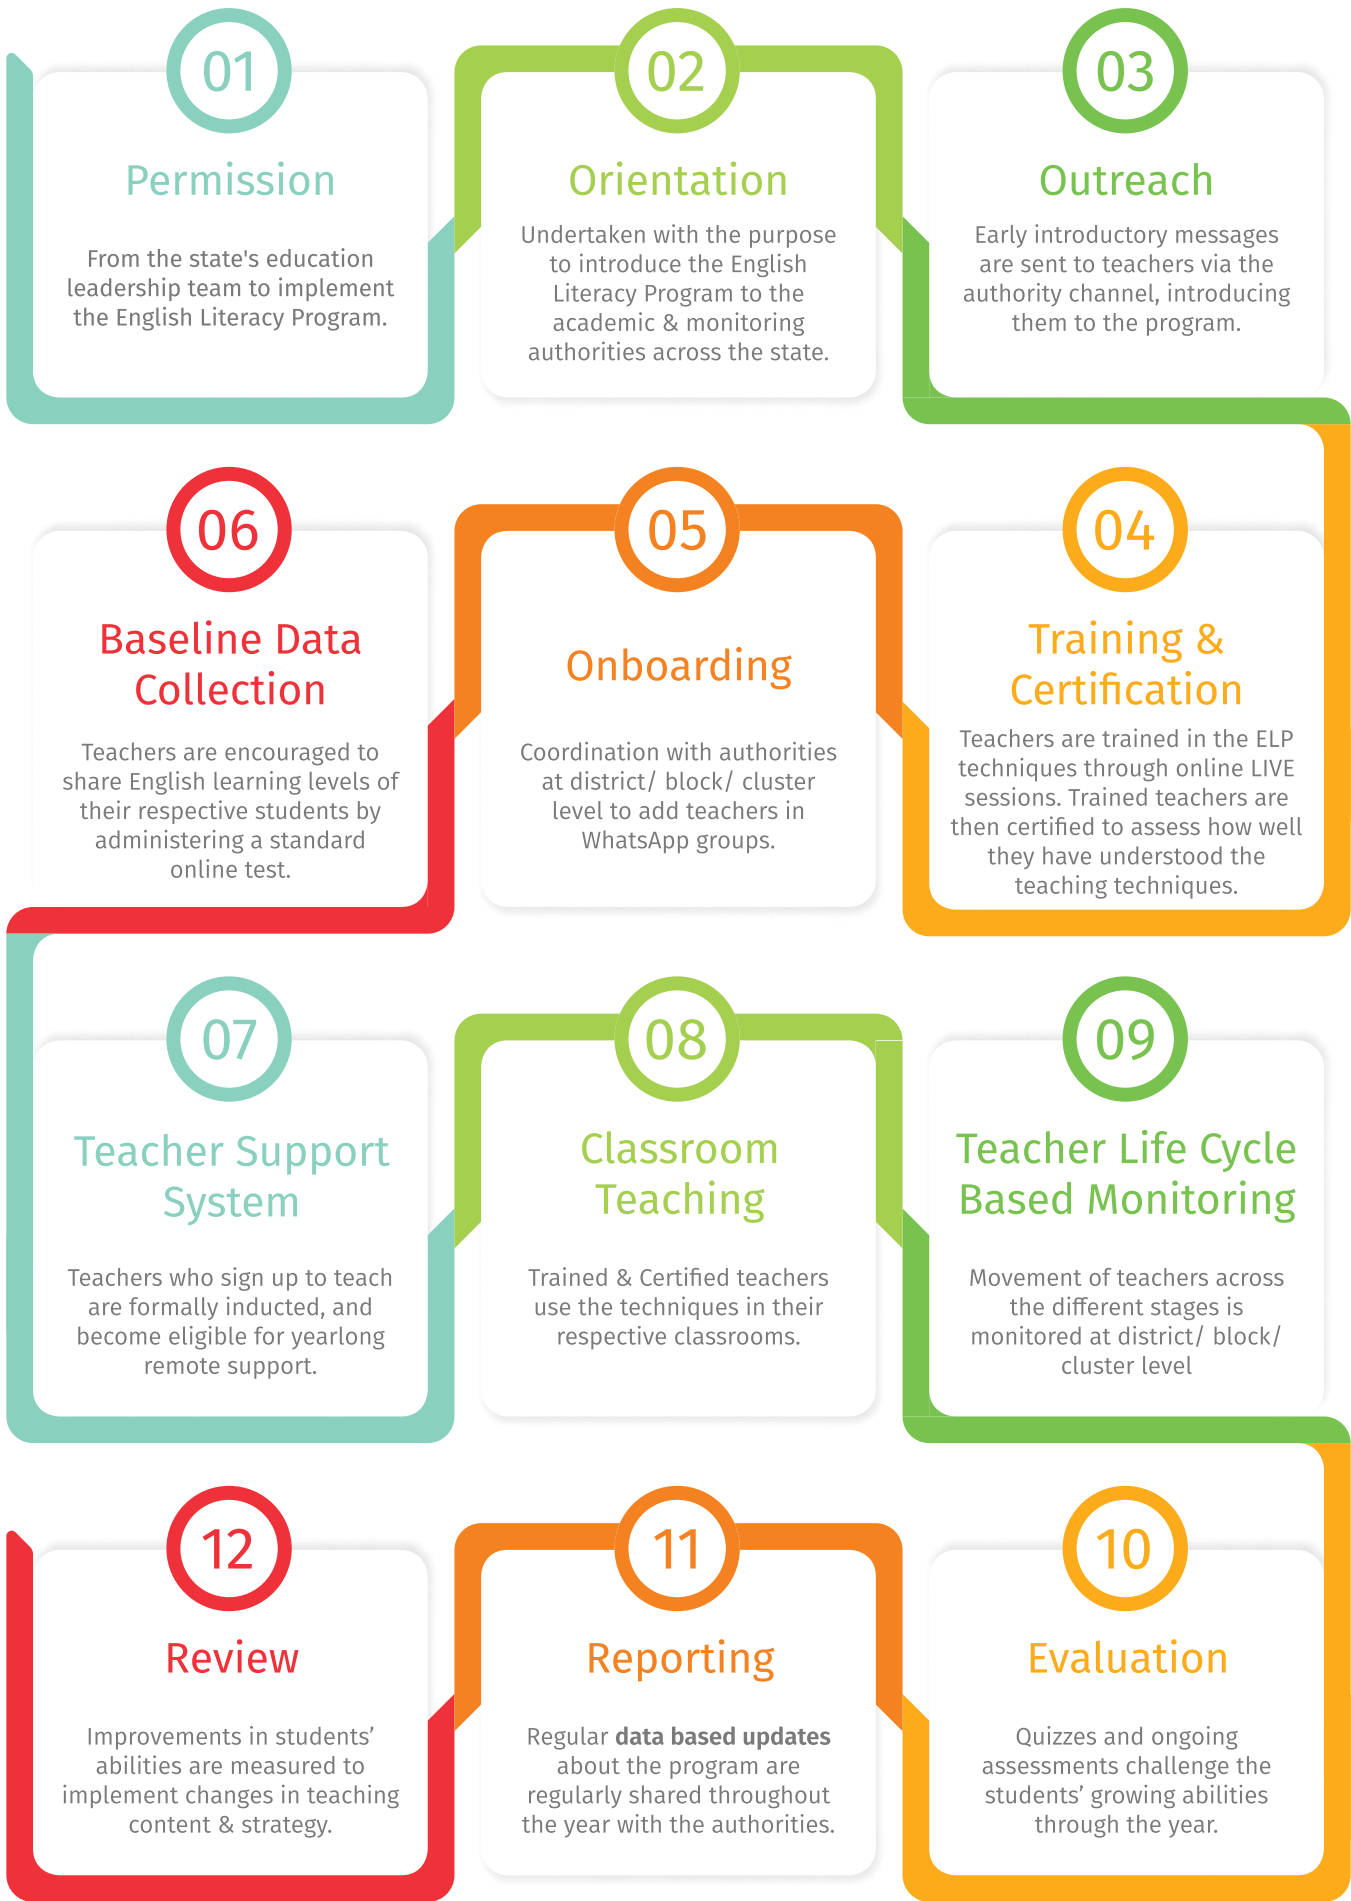 01
Permission
From the state's education
leadership team to implement
the English Literacy Program.
02
Orientation
Undertaken with the purpose
to introduce the English
Literacy Program to the
academic & monitoring
authorities across the state.
03
Outreach
Early introductory messages
are sent to teachers via the
authority channel, introducing
them to the program.
04
Training &
Certification
Teachers are trained in the ELP
techniques through online LIVE
sessions. Trained teachers are
then certified to assess how well
they have understood the
teaching techniques.
05
Onboarding
Coordination with authorities
at district/ block/ cluster
level to add teachers in
WhatsApp groups.
06
Baseline Data
Collection
Teachers are encouraged to
share English learning levels of
their respective students by
administering a standard
online test.
07
Teacher Support
System
Teachers who sign up to teach
are formally inducted, and
become eligible for yearlong
remote support.
08
Classroom
Teaching
Trained & Certified teachers
use the techniques in their
respective classrooms.
09
Teacher Life Cycle
Based Monitoring
Movement of teachers across
the different stages is
monitored at district/ block/
cluster level
10
Evaluation
Quizzes and ongoing
assessments challenge the
students’ growing abilities
through the year.
11
Reporting
Regular data based updates
about the program are
regularly shared throughout
the year with the authorities.
12
Review
Improvements in students’
abilities are measured to
implement changes in teaching
content & strategy.